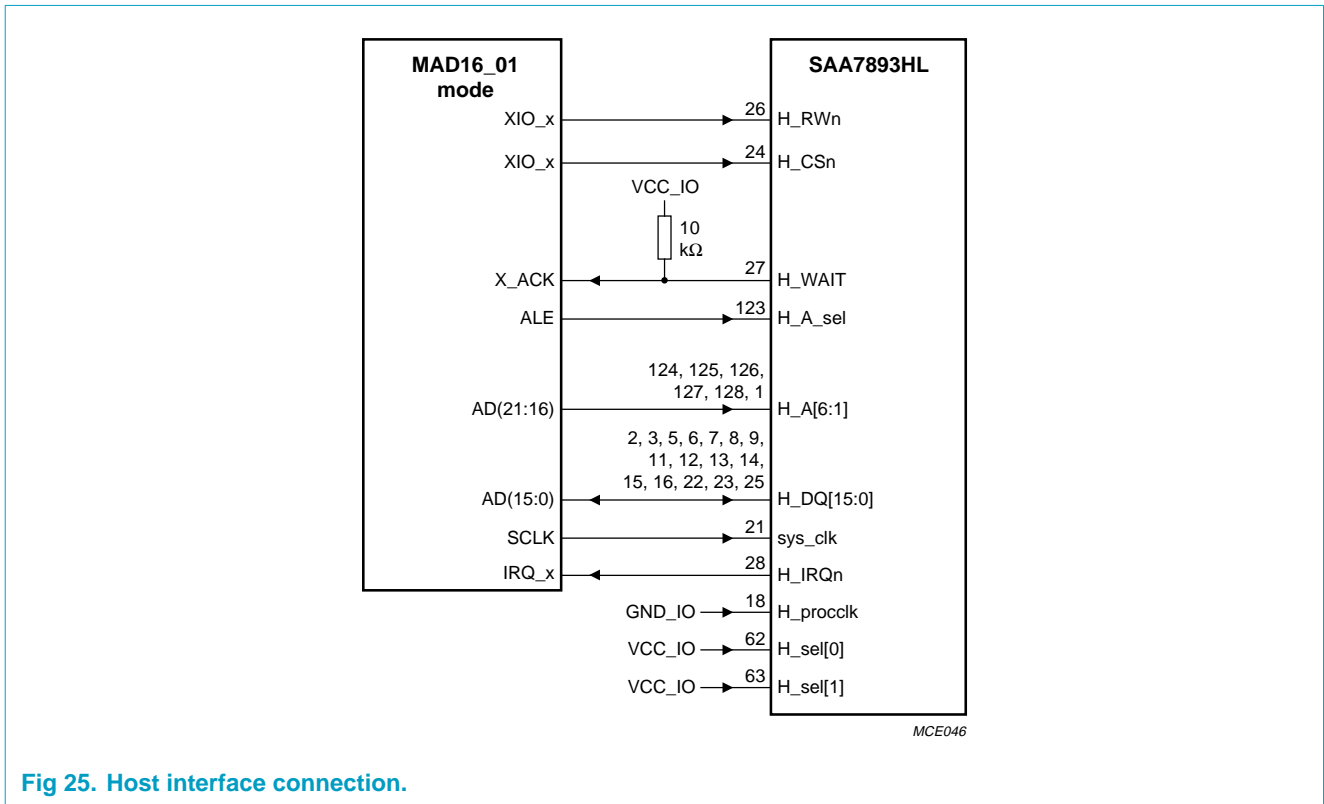 MAD16_01
mode
SAA7893HL
XIO_x
26
H_RWn
XIO_x
24
H_CSn
VCC_IO
10
kΩ
X_ACK
27
H_WAIT
ALE
123
H_A_sel
124, 125, 126,
127, 128, 1
AD(21:16)
H_A[6:1]
2, 3, 5, 6, 7, 8, 9,
11, 12, 13, 14,
15, 16, 22, 23, 25
AD(15:0)
H_DQ[15:0]
SCLK
21
sys_clk
IRQ_x
28
H_IRQn
GND_IO
18
H_procclk
VCC_IO
62
H_sel[0]
VCC_IO
63
H_sel[1]
MCE046
Fig 25. Host interface connection.